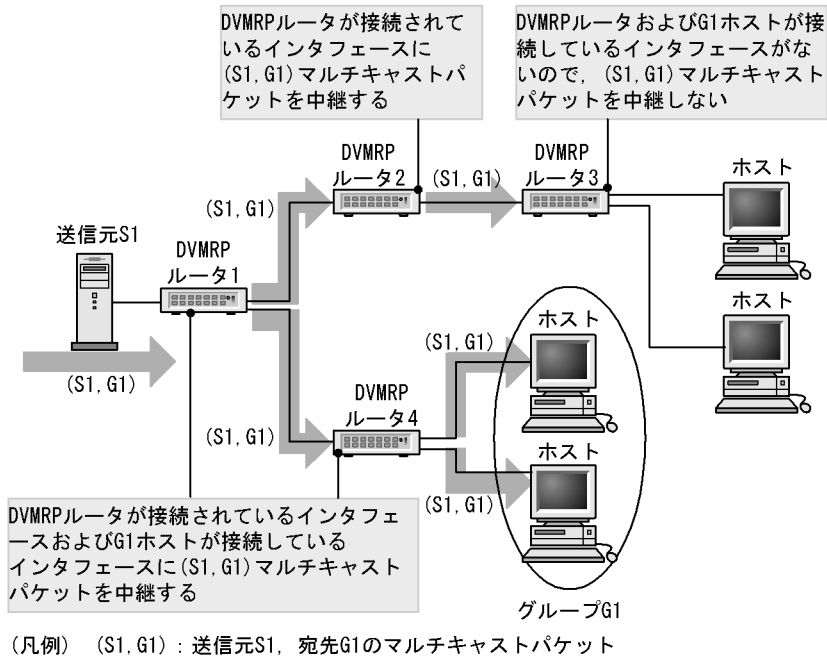 DVMRPルータが接続されて
いるインタフェースに
(S1,G1)マルチキャストパ
ケットを中継する
DVMRPルータおよびG1ホストが接
続しているインタフェースがな
いので，(S1,G1)マルチキャスト
パケットを中継しない
DVMRP
ルータ2
(S1,G1)
DVMRP
ルータ3
ホスト
(S1,G1)
送信元S1
DVMRP
ルータ1
ホスト
ホスト
(S1,G1)
(S1,G1)
DVMRP
ルータ4
(S1,G1)
ホスト
(S1,G1)
DVMRPルータが接続されているインタフェ
ースおよびG1ホストが接続している
インタフェースに(S1,G1)マルチキャスト
パケットを中継する
グループG1
(凡例) (S1,G1)：送信元S1，宛先G1のマルチキャストパケット